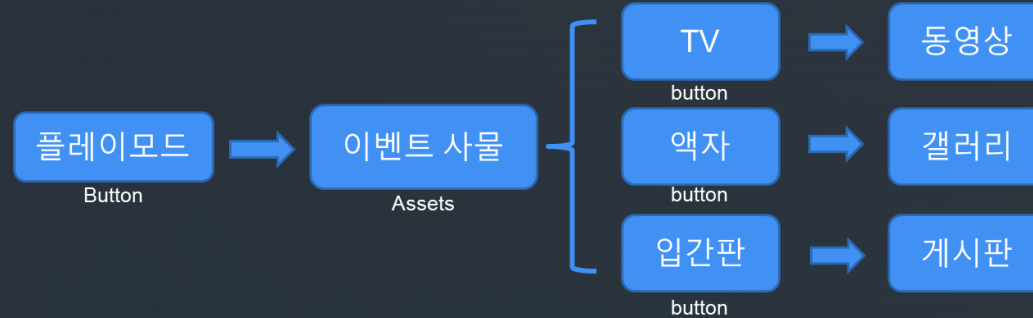 플레이모드
Button
이벤트 사물
Assets
TV
button
동영상
액자
button
갤러리
입간판
button
게시판